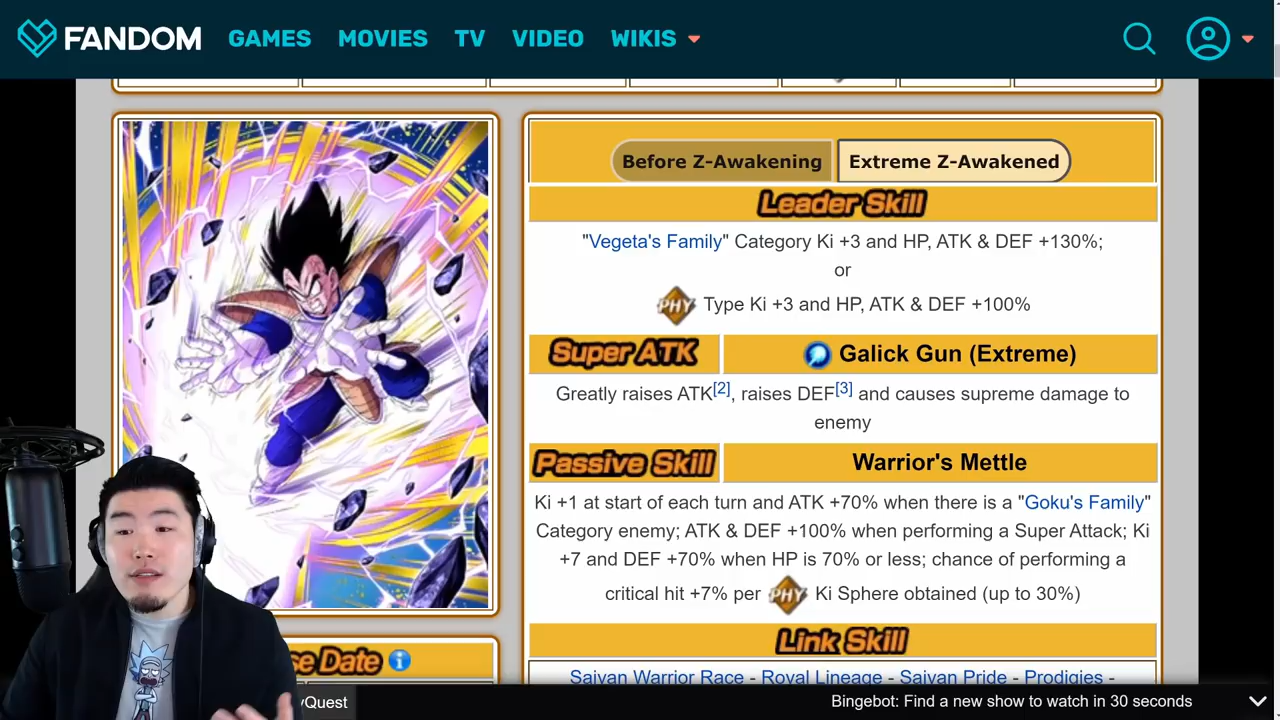 FANDOM GAMES MOVIES TV VIDEO WIKIS
Before Z-Awakening Extreme Z-Awakened
Leader Skill
"Vegeta's Family" Category Ki +3 and HP, ATK & DEF +130%;
or
PHY Type Ki +3 and HP, ATK & DEF +100%
Super ATK Galick Gun (Extreme)
Greatly raises ATK[2], raises DEF[3] and causes supreme damage to
enemy
Passive Skill Warrior's Mettle
Ki +1 at start of each turn and ATK +70% when there is a "Goku's Family"
Category enemy; ATK & DEF +100% when performing a Super Attack; Ki
+7 and DEF +70% when HP is 70% or less; chance of performing a
critical hit +7% per PHY Ki Sphere obtained (up to 30%)
Link Skill
Saiyan Warrior Race - Royal Lineage - Saiyan Pride - Prodigies -
se Date i
yQuest
Bingebot: Find a new show to watch in 30 seconds